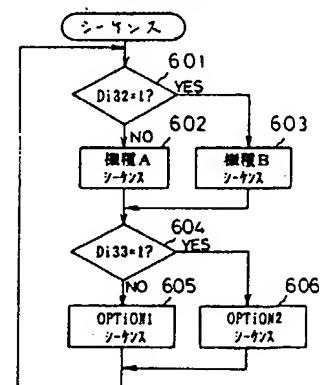 シーケンス
601
Di32=1?
YES
NO
602
603
機種A
シーケンス
機種B
シーケンス
604
Di33=1?
YES
NO
605
606
OPTiON1
シーケンス
OPTiON2
シーケンス